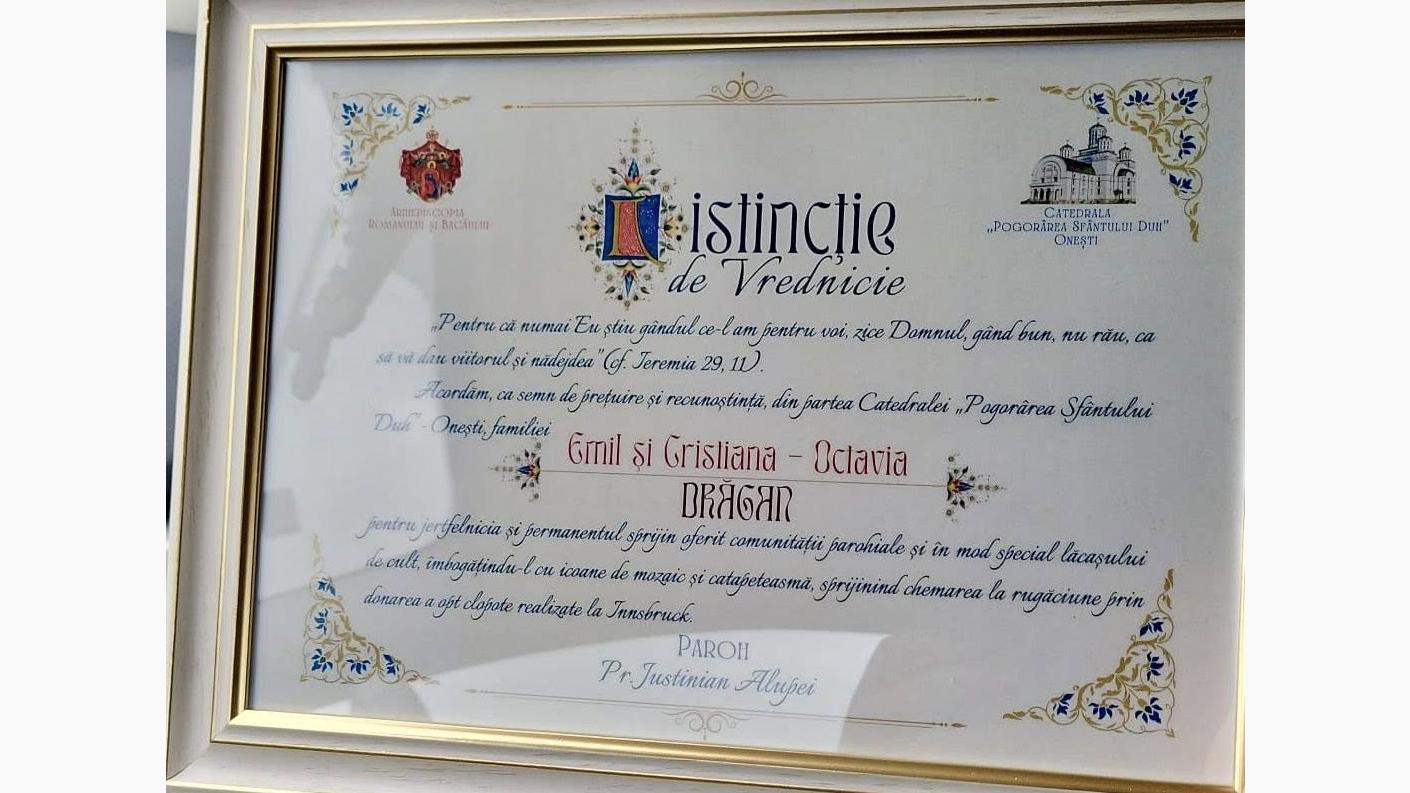 ARHIEPISCOPIA
ROMANULUI ȘI BACĂULUI
CATEDRALA
„POGORÂREA SFÂNTULUI DUH”
ONEȘTI
Distincție
de Vrednicie
„Pentru că numai Eu știu gândul ce-l am pentru voi, zice Domnul, gând bun, nu rău, ca
să vă dau viitorul și nădejdea” (cf. Ieremia 29, 11).
Acordăm, ca semn de prețuire și recunoștință, din partea Catedralei „Pogorârea Sfântului
Duh” - Onești, familiei
Emil și Cristiana – Octavia
DRĂGAN
pentru jertfelnicia și permanentul sprijin oferit comunității parohiale și în mod special lăcașului
de cult, îmbogățindu-l cu icoane de mozaic și catapeteasmă, sprijinind chemarea la rugăciune prin
donarea a opt clopote realizate la Innsbruck.
PAROH
Pr. Justinian Alupei